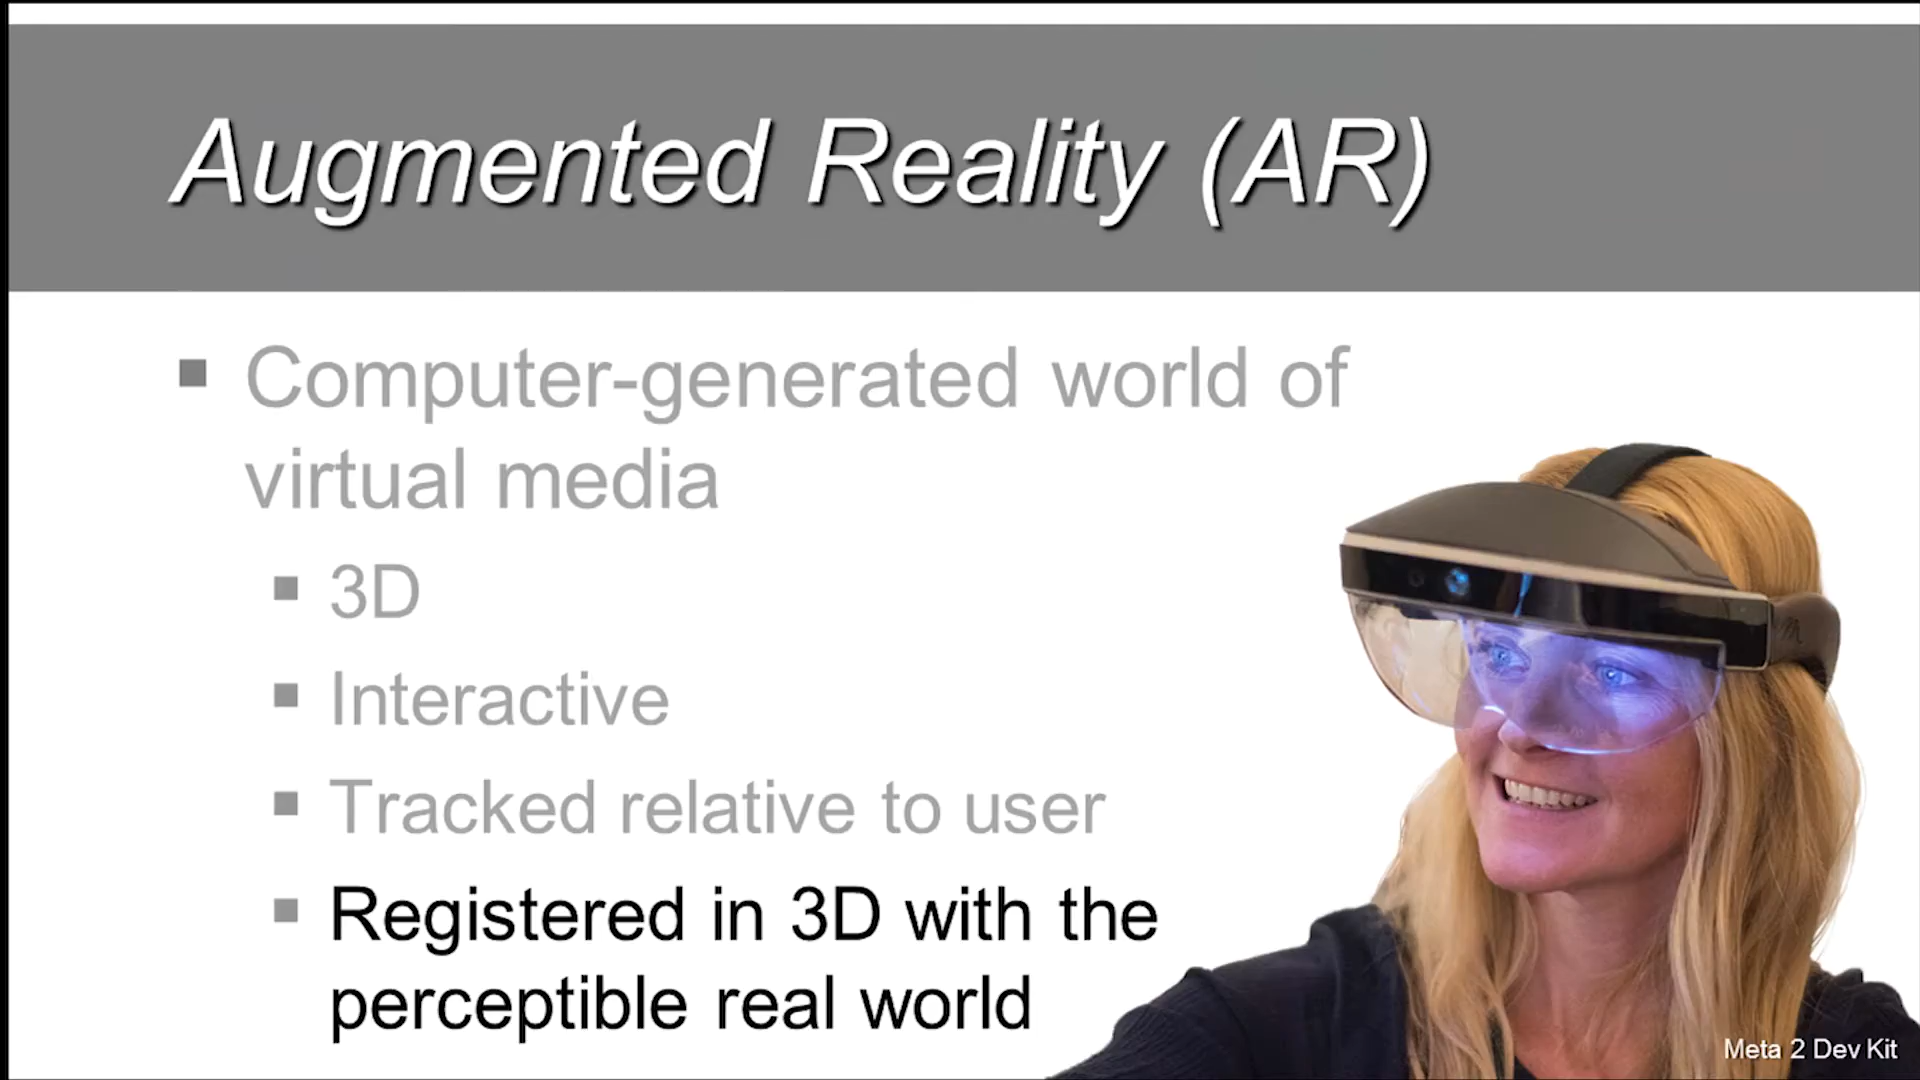 Augmented Reality (AR)
Computer-generated world of
virtual media
3D
Interactive
Tracked relative to user
Registered in 3D with the
perceptible real world
Meta 2 Dev Kit